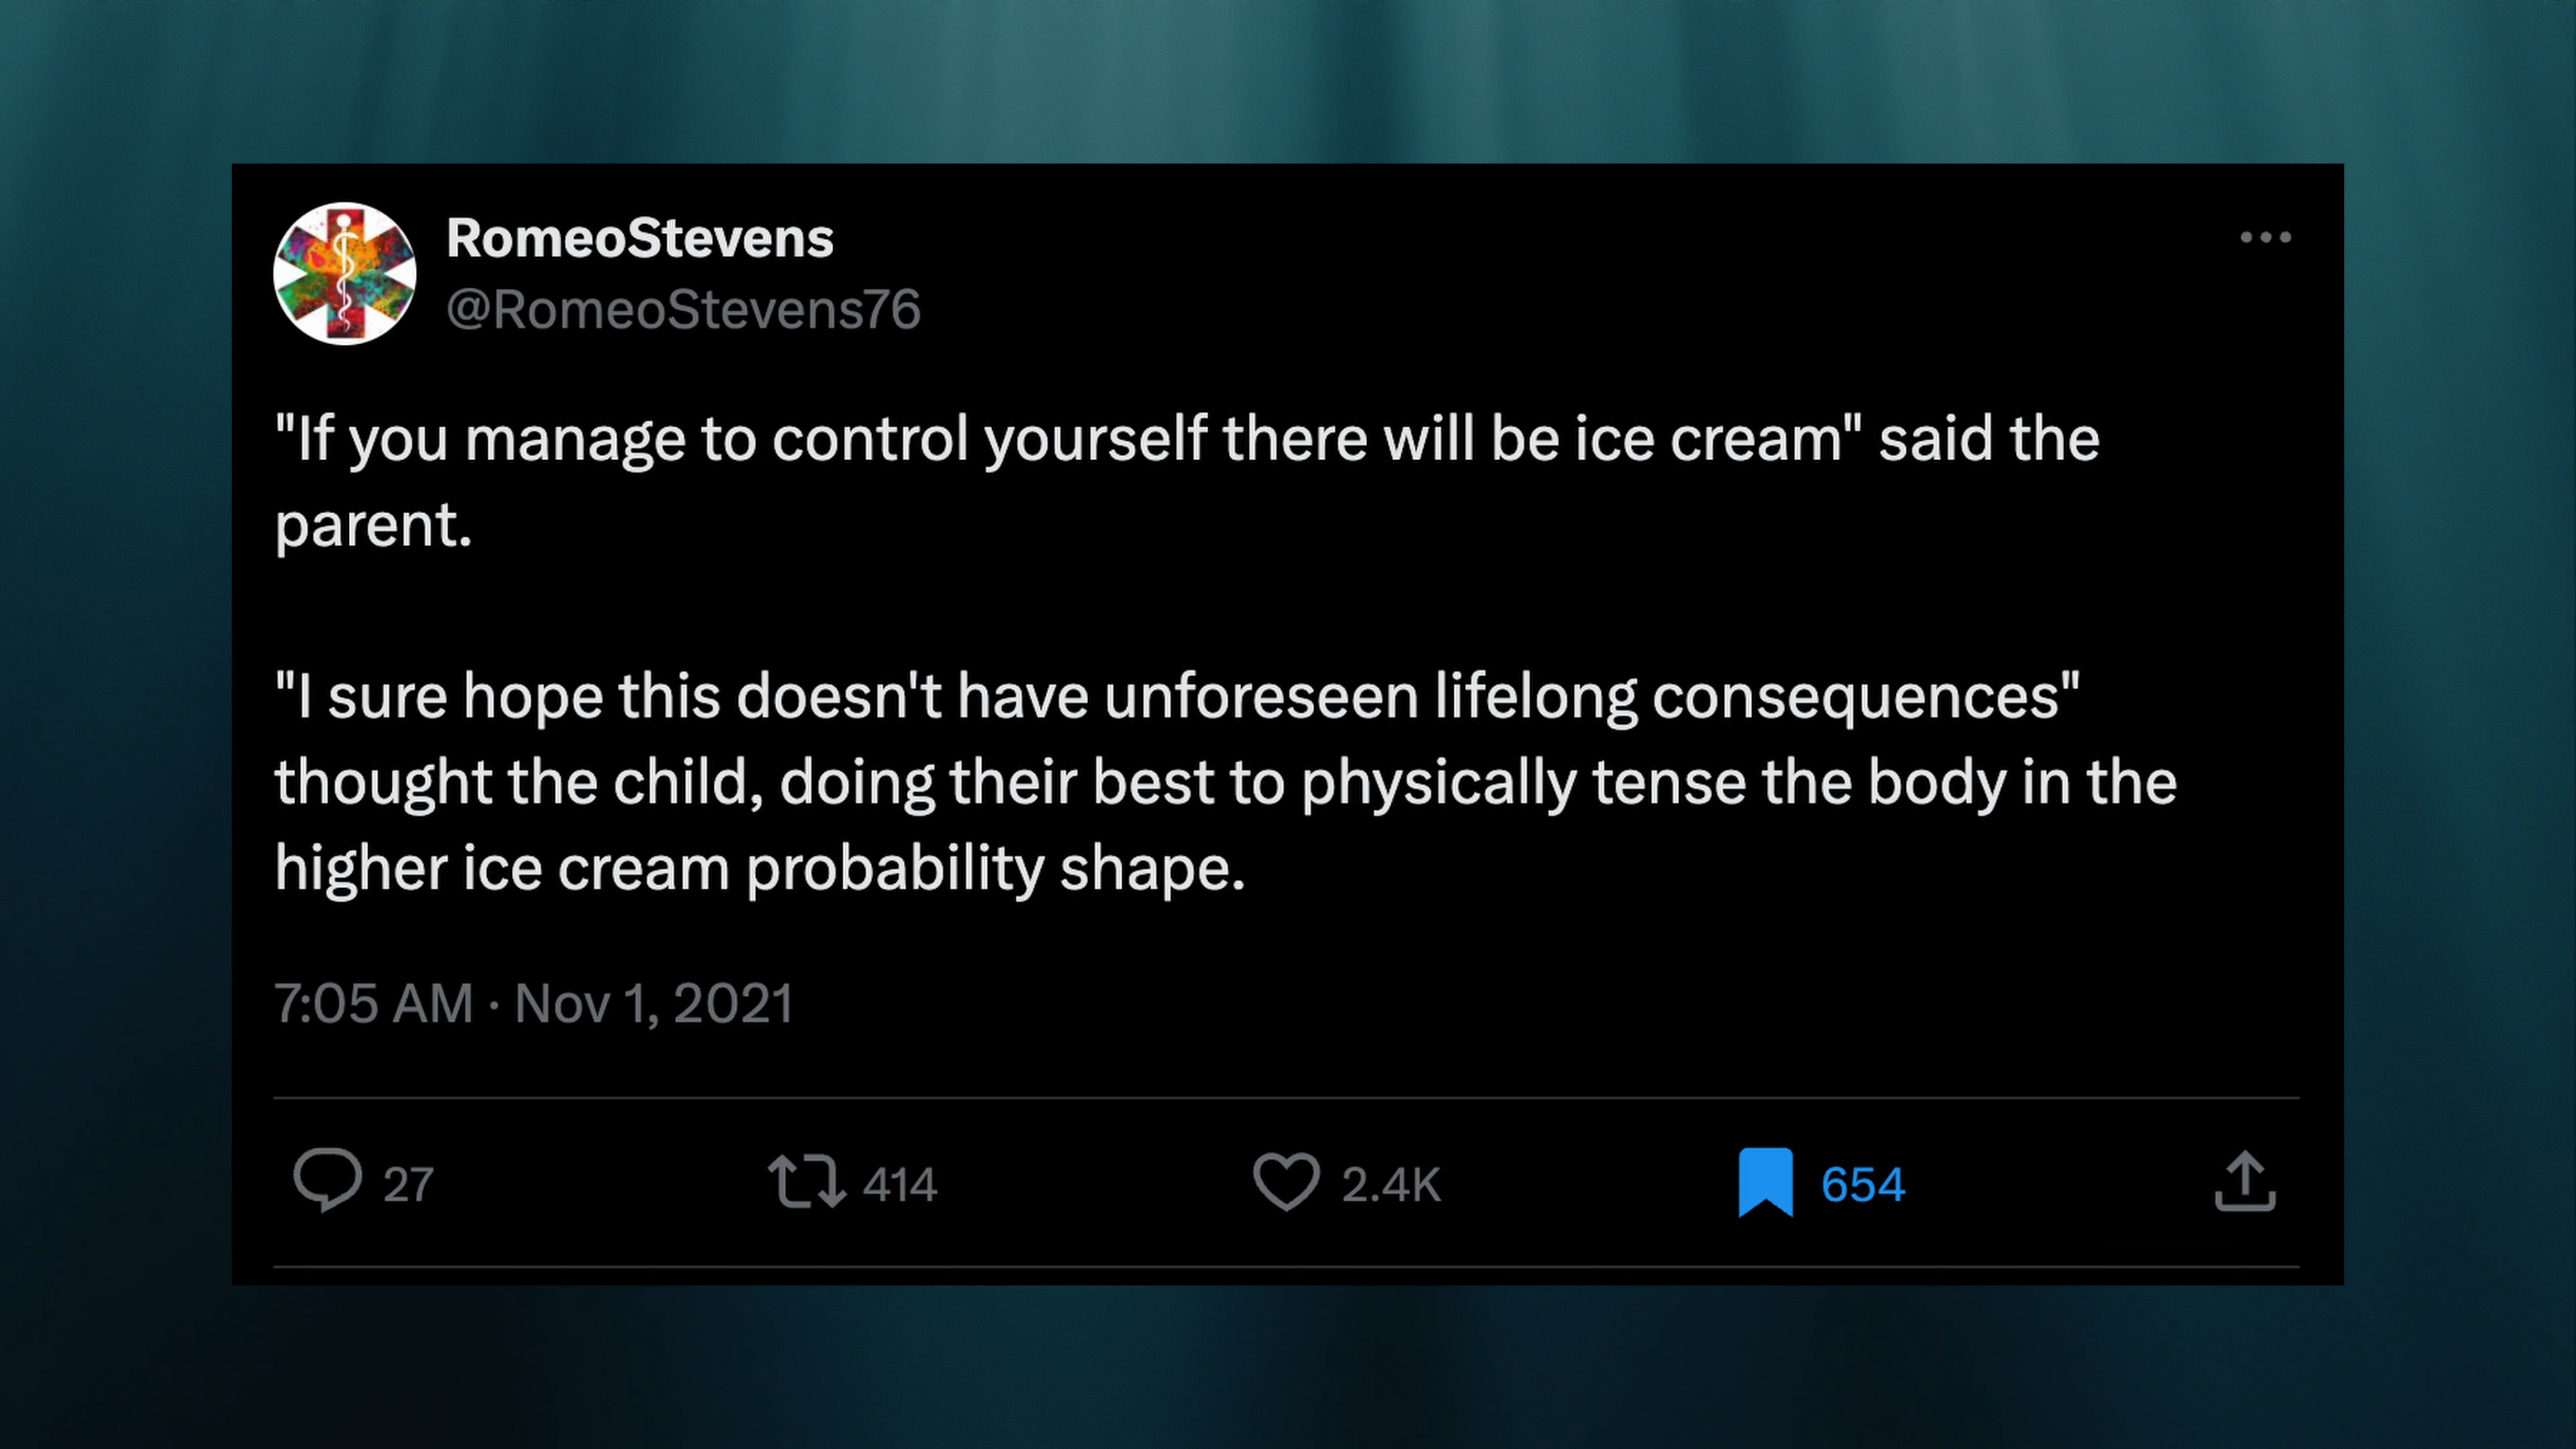 RomeoStevens
@RomeoStevens76
"If you manage to control yourself there will be ice cream" said the
parent.
"I sure hope this doesn't have unforeseen lifelong consequences"
thought the child, doing their best to physically tense the body in the
higher ice cream probability shape.
7:05 AM · Nov 1, 2021
27 414 2.4K 654